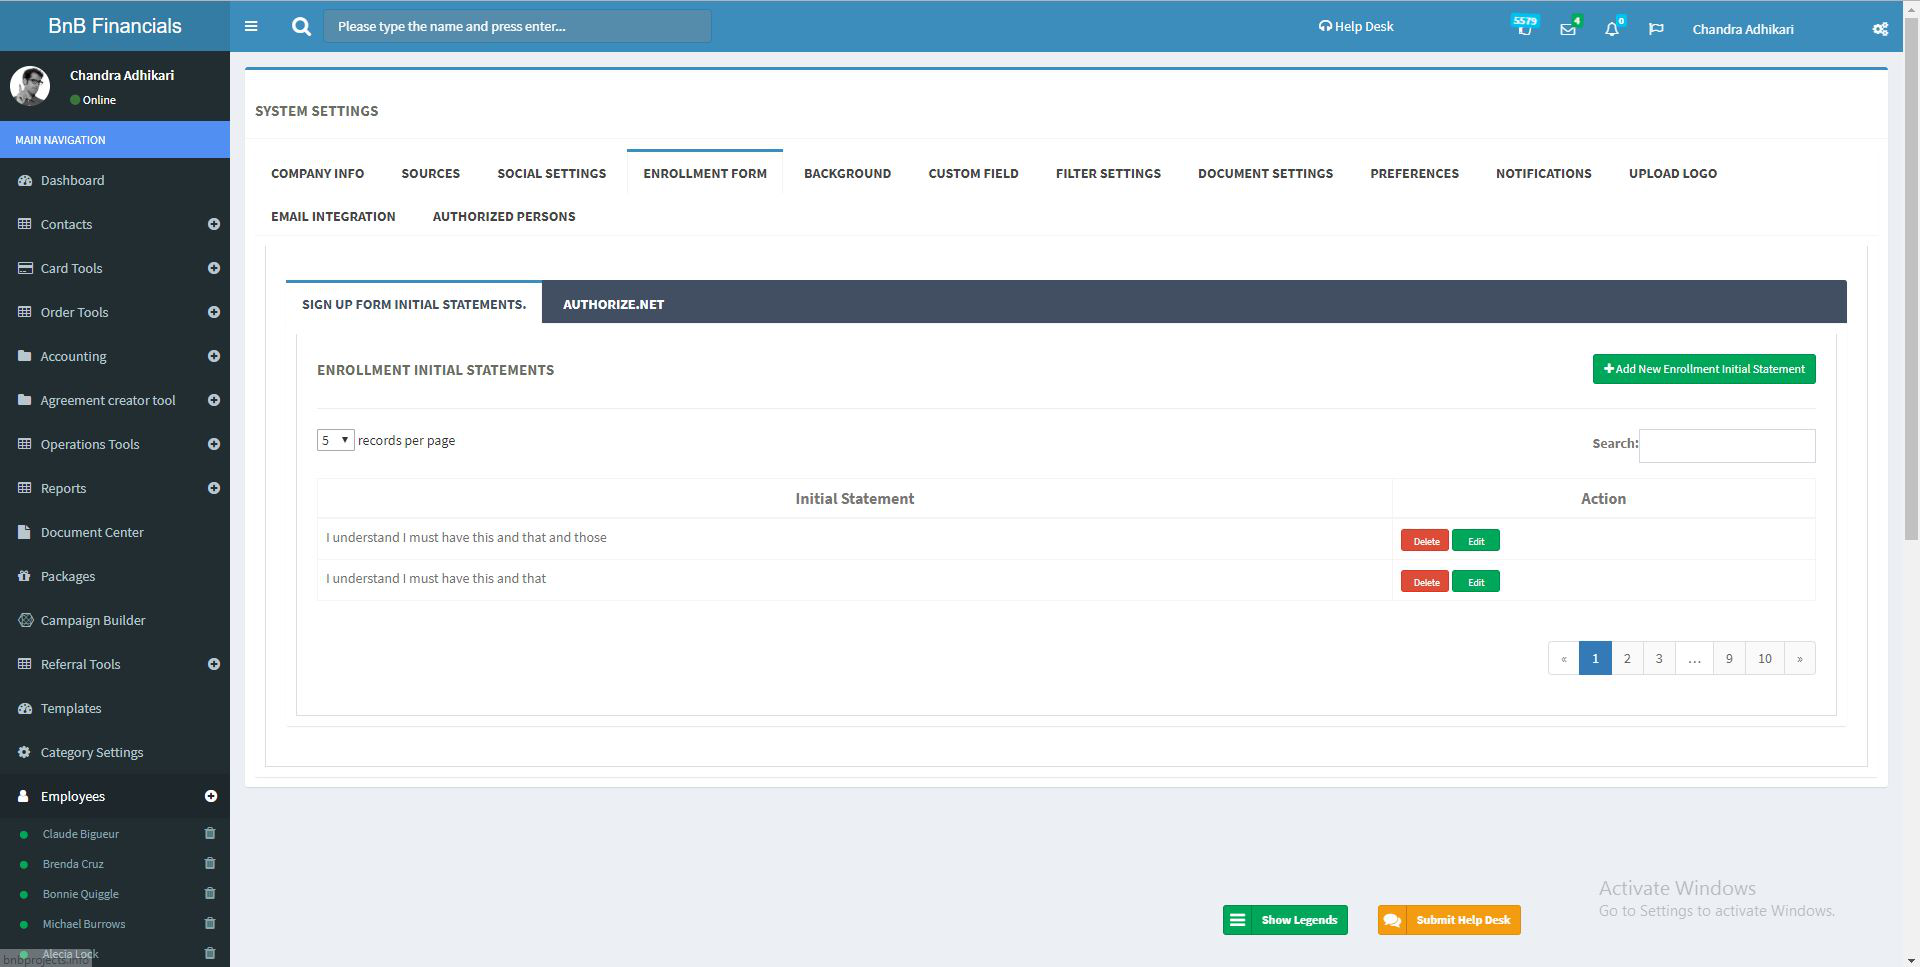 BnB Financials
Please type the name and press enter...
Help Desk
5579
4
0
Chandra Adhikari
Chandra Adhikari
Online
MAIN NAVIGATION
Dashboard
Contacts
Card Tools
Order Tools
Accounting
Agreement creator tool
Operations Tools
Reports
Document Center
Packages
Campaign Builder
Referral Tools
Templates
Category Settings
Employees
Claude Bigueur
Brenda Cruz
Bonnie Quiggle
Michael Burrows
Alecia Lock
bnbprojects.info
SYSTEM SETTINGS
COMPANY INFO SOURCES SOCIAL SETTINGS ENROLLMENT FORM BACKGROUND CUSTOM FIELD FILTER SETTINGS DOCUMENT SETTINGS PREFERENCES NOTIFICATIONS UPLOAD LOGO
EMAIL INTEGRATION AUTHORIZED PERSONS
SIGN UP FORM INITIAL STATEMENTS. AUTHORIZE.NET
ENROLLMENT INITIAL STATEMENTS
Add New Enrollment Initial Statement
5 records per page
Search:
Initial Statement Action
I understand I must have this and that and those Delete Edit
I understand I must have this and that Delete Edit
« 1 2 3 ... 9 10 »
Show Legends
Submit Help Desk
Activate Windows
Go to Settings to activate Windows.